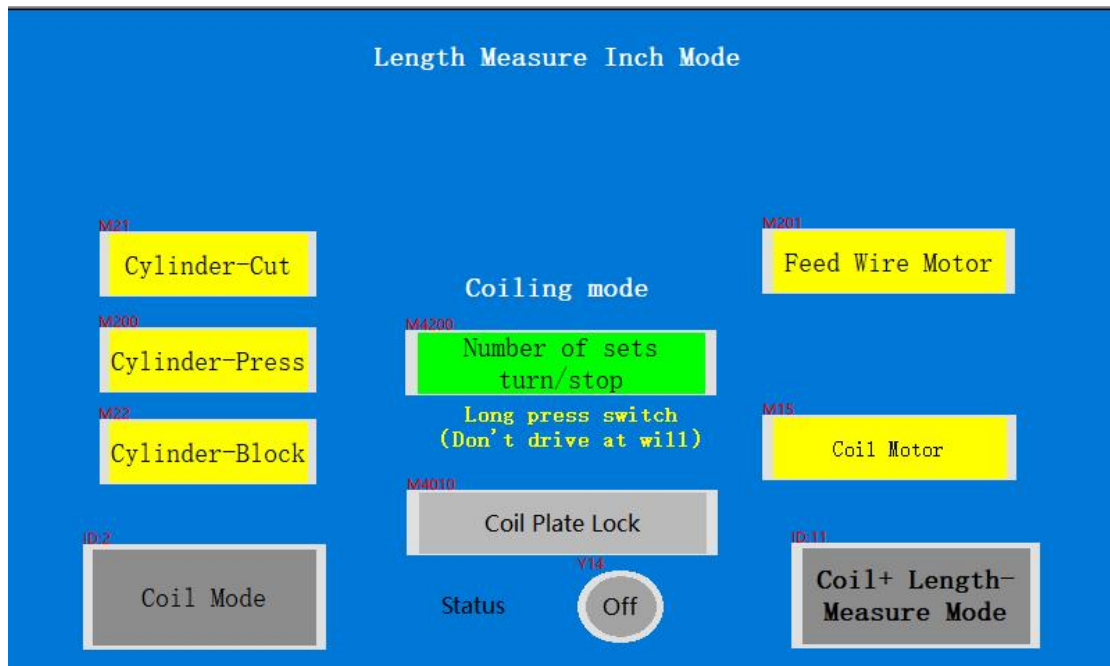 Length Measure Inch Mode
M21
Cylinder-Cut
M201
Feed Wire Motor
Coiling mode
M200
Cylinder-Press
M4200
Number of sets
turn/stop
Long press switch
(Don't drive at will)
M22
Cylinder-Block
M15
Coil Motor
M4010
Coil Plate Lock
ID:2
Coil Mode
Y14
Status
Off
ID:11
Coil+ Length-
Measure Mode